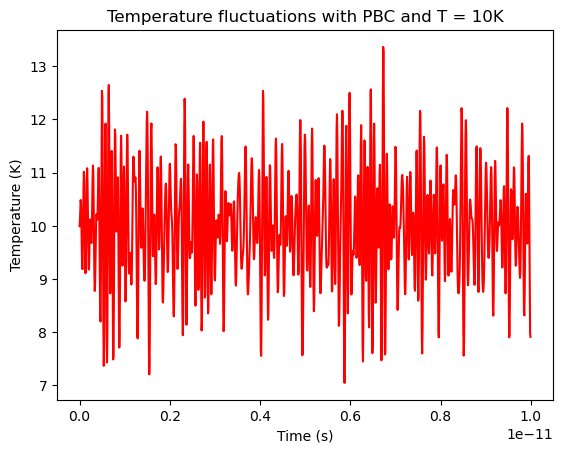 Temperature fluctuations with PBC and T = 10K
13
12
11
10
9
8
7
Temperature (K)
0.0 0.2 0.4 0.6 0.8 1.0
1e−11
Time (s)